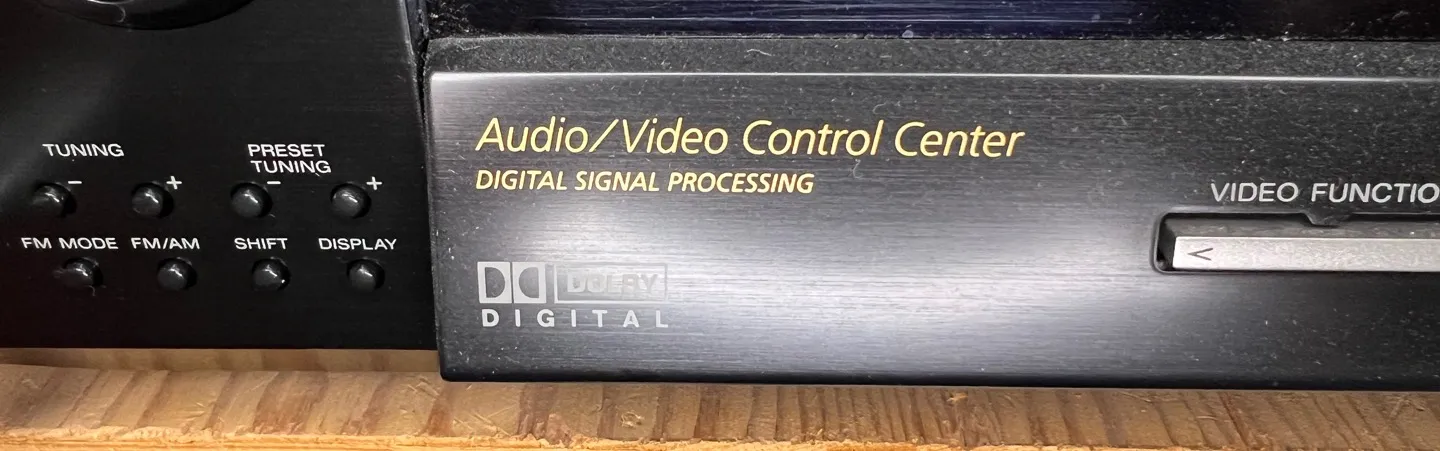 TUNING
- +
PRESET
TUNING
- +
FM MODE FM/AM SHIFT DISPLAY
Audio/Video Control Center
DIGITAL SIGNAL PROCESSING
DOLBY
DIGITAL
VIDEO FUNCTIO
<